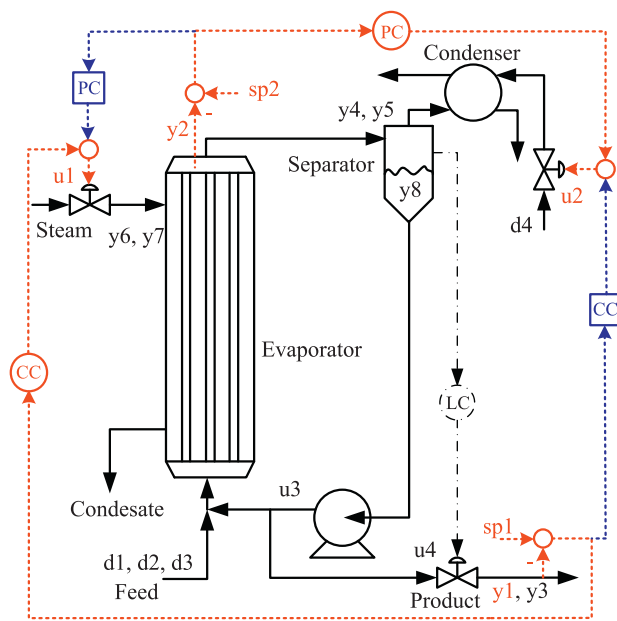 PC
Condenser
PC
sp2
y4, y5
y2
Separator
u1
y8
u2
Steam
y6, y7
d4
CC
Evaporator
CC
LC
Condesate
u3
sp1
d1, d2, d3
u4
Feed
y1, y3
Product